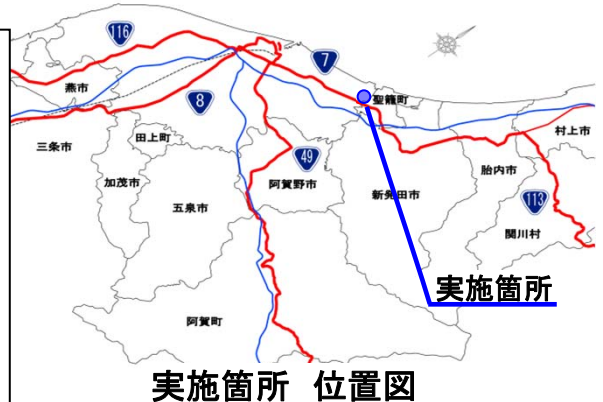 116
7
燕市
8
聖籠町
三条市
田上町
村上市
加茂市
49
阿賀野市
新発田市
胎内市
五泉市
113
関川村
実施箇所
阿賀町
実施箇所 位置図